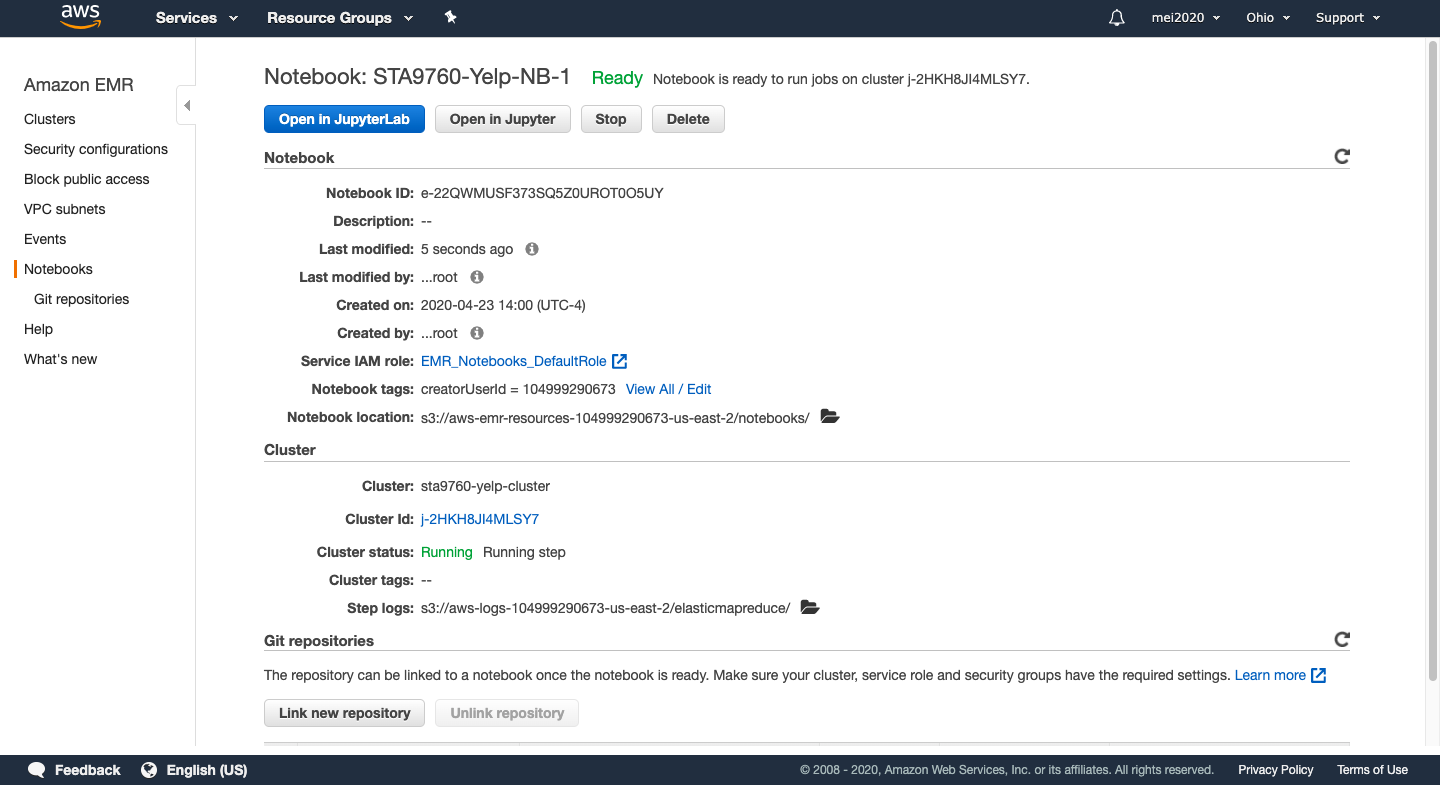 aws Services Resource Groups mei2020 Ohio Support
Amazon EMR
Clusters
Security configurations
Block public access
VPC subnets
Events
Notebooks
Git repositories
Help
What's new
Notebook: STA9760-Yelp-NB-1 Ready Notebook is ready to run jobs on cluster j-2HKH8JI4MLSY7.
Open in JupyterLab Open in Jupyter Stop Delete
Notebook
Notebook ID: e-22QWMUSF373SQ5Z0UROT0O5UY
Description: --
Last modified: 5 seconds ago
Last modified by: ...root
Created on: 2020-04-23 14:00 (UTC-4)
Created by: ...root
Service IAM role: EMR_Notebooks_DefaultRole
Notebook tags: creatorUserId = 104999290673 View All / Edit
Notebook location: s3://aws-emr-resources-104999290673-us-east-2/notebooks/
Cluster
Cluster: sta9760-yelp-cluster
Cluster Id: j-2HKH8JI4MLSY7
Cluster status: Running Running step
Cluster tags: --
Step logs: s3://aws-logs-104999290673-us-east-2/elasticmapreduce/
Git repositories
The repository can be linked to a notebook once the notebook is ready. Make sure your cluster, service role and security groups have the required settings. Learn more
Link new repository Unlink repository
Feedback English (US) © 2008 - 2020, Amazon Web Services, Inc. or its affiliates. All rights reserved. Privacy Policy Terms of Use